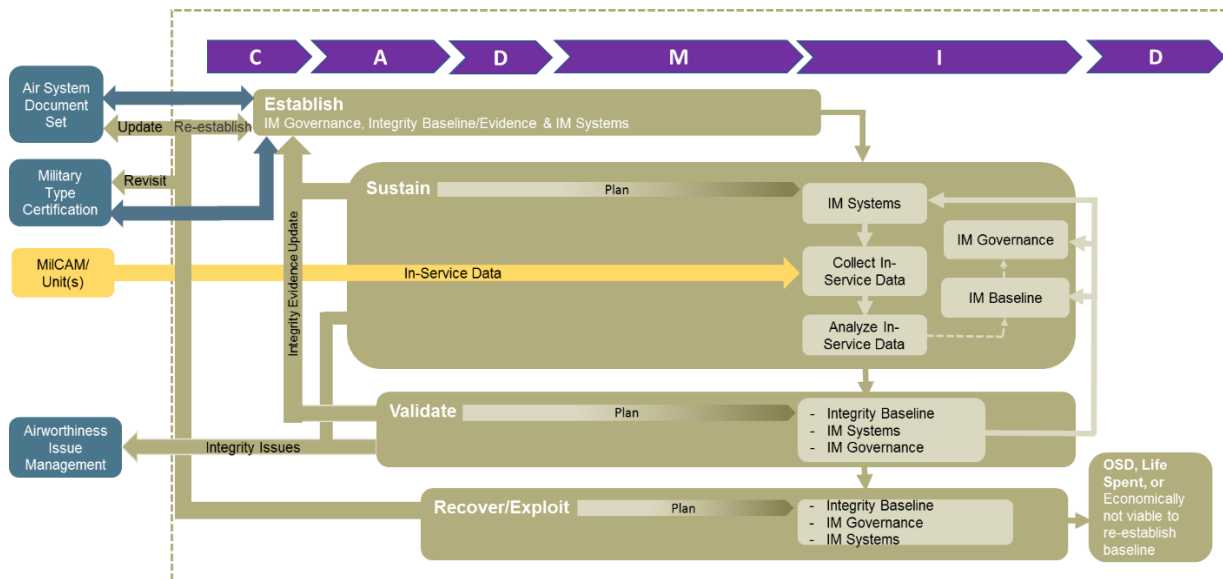 C
A
D
M
I
D
Air System
Document
Set
Update
Re-establish
Establish
IM Governance, Integrity Baseline/Evidence & IM Systems
Military
Type
Certification
Revisit
Sustain
Plan
IM Systems
IM Governance
MilCAM/
Unit(s)
In-Service Data
Collect In-
Service Data
IM Baseline
Analyze In-
Service Data
Integrity Evidence Update
Validate
Plan
- Integrity Baseline
- IM Systems
- IM Governance
Airworthiness
Issue
Management
Integrity Issues
Recover/Exploit
Plan
- Integrity Baseline
- IM Governance
- IM Systems
OSD, Life
Spent, or
Economically
not viable to
re-establish
baseline